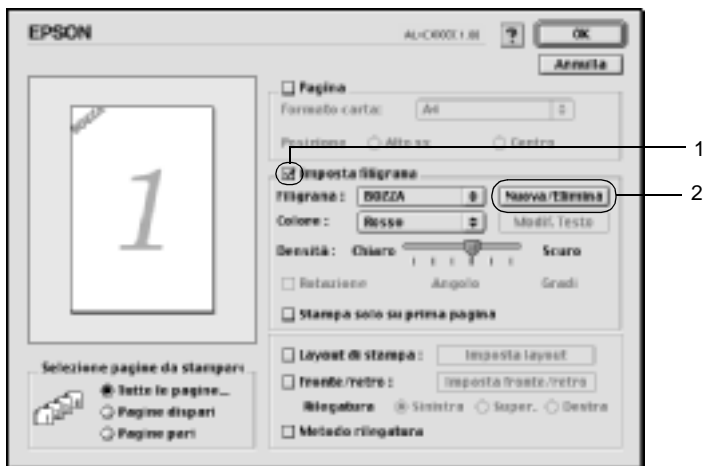 EPSON
? OK
Annulla
BOZZA
1
Pagina
Formato carta: A4
Posizione Alto sx Centro
1
Imposta filigrana
Filigrana: BOZZA Nuova/Elimina
2
Colore: Rosso Modif. Testo
Densità: Chiaro Scuro
Rotazione Angolo Gradi
Stampa solo su prima pagina
Layout di stampa: Imposta layout
Fronte/retro: Imposta fronte/retro
Rilegatura Sinistra Super. Destra
Metodo rilegatura
Selezione pagine da stampare
Tutte le pagine...
Pagine dispari
Pagine pari